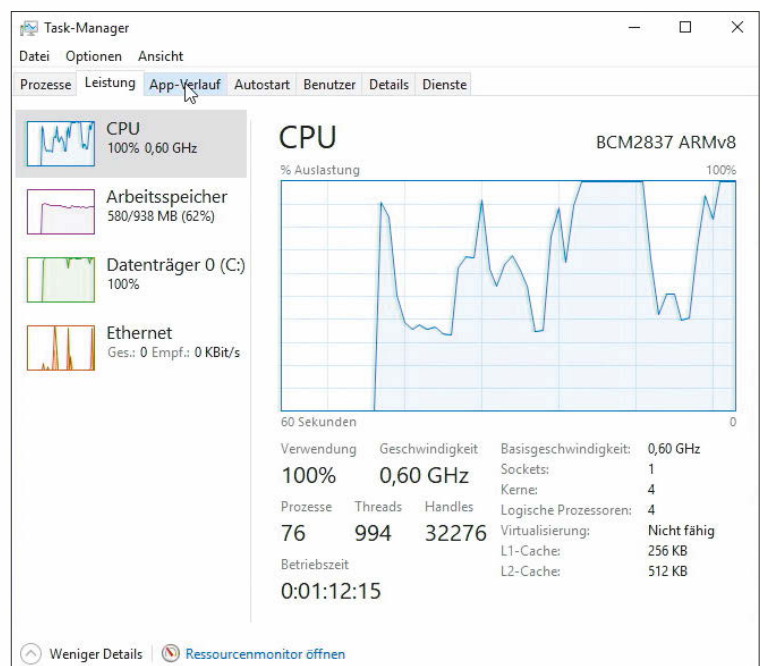 Task-Manager
Datei Optionen Ansicht
Prozesse Leistung App-Verlauf Autostart Benutzer Details Dienste
CPU
100% 0,60 GHz
Arbeitsspeicher
580/938 MB (62%)
Datenträger 0 (C:)
100%
Ethernet
Ges.: 0 Empf.: 0 KBit/s
CPU BCM2837 ARMv8
% Auslastung 100%
60 Sekunden 0
Verwendung Geschwindigkeit
100% 0,60 GHz
Prozesse Threads Handles
76 994 32276
Betriebszeit
0:01:12:15
Basisgeschwindigkeit: 0,60 GHz
Sockets: 1
Kerne: 4
Logische Prozessoren: 4
Virtualisierung: Nicht fähig
L1-Cache: 256 KB
L2-Cache: 512 KB
Weniger Details Ressourcenmonitor öffnen